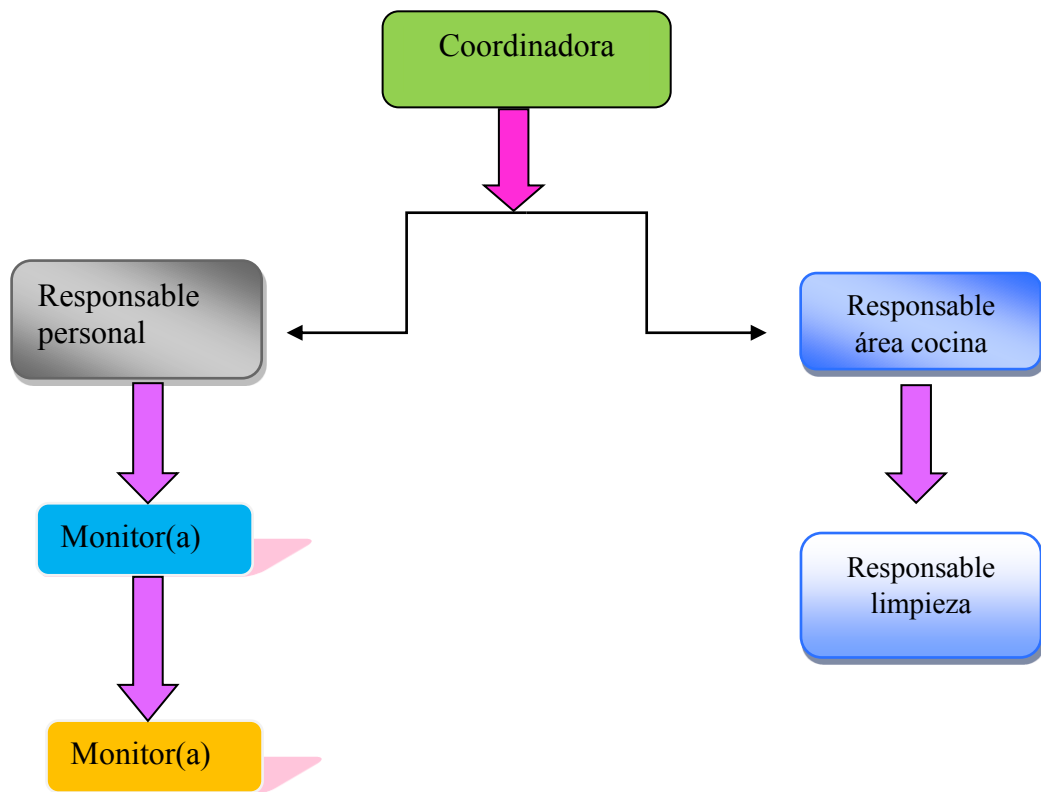 Coordinadora
Responsable
personal
Responsable
área cocina
Monitor(a)
Responsable
limpieza
Monitor(a)